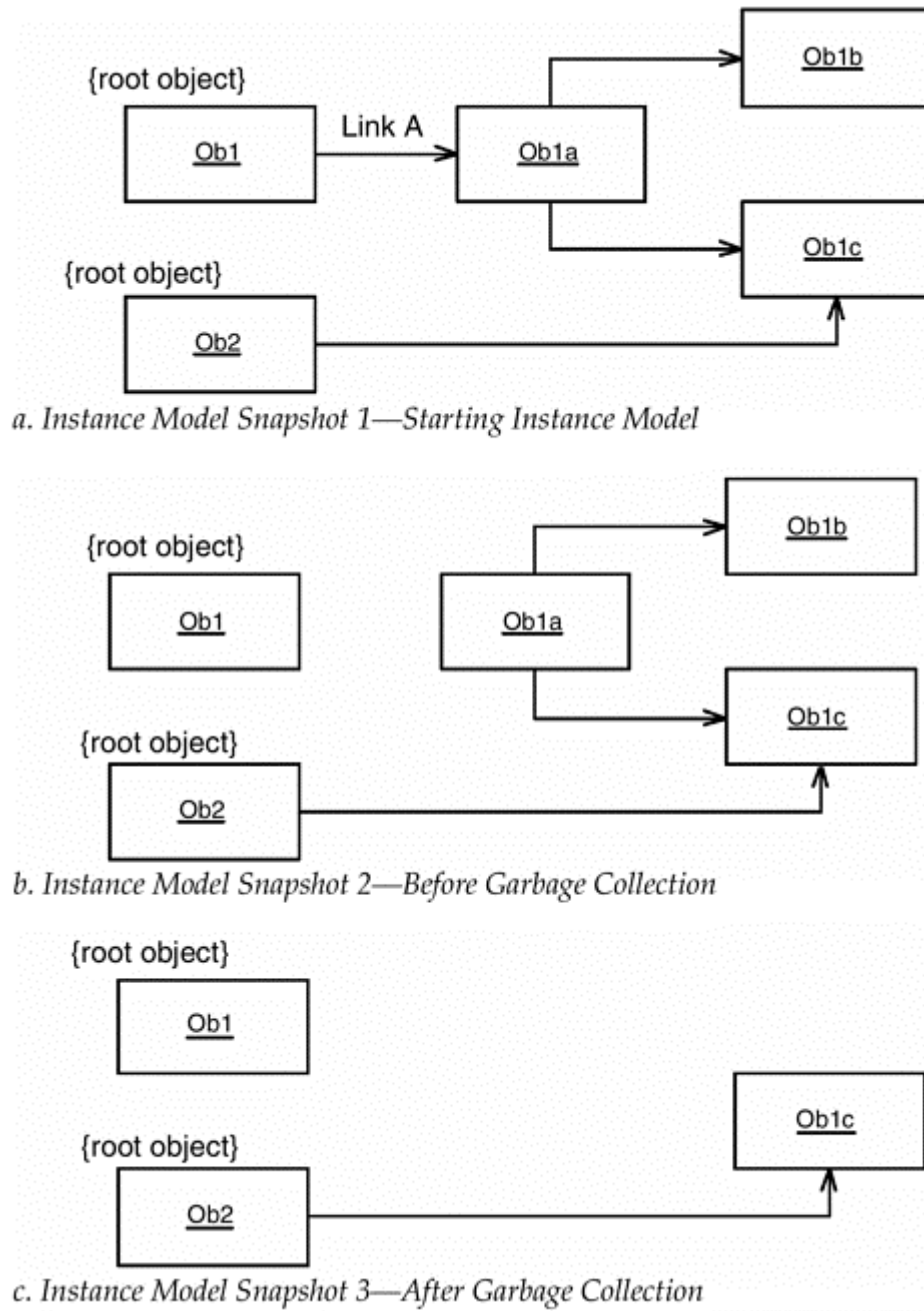 Ob1b
{root object}
Ob1
Link A
Ob1a
Ob1c
{root object}
Ob2
a. Instance Model Snapshot 1—Starting Instance Model
Ob1b
{root object}
Ob1
Ob1a
Ob1c
{root object}
Ob2
b. Instance Model Snapshot 2—Before Garbage Collection
{root object}
Ob1
Ob1c
{root object}
Ob2
c. Instance Model Snapshot 3—After Garbage Collection